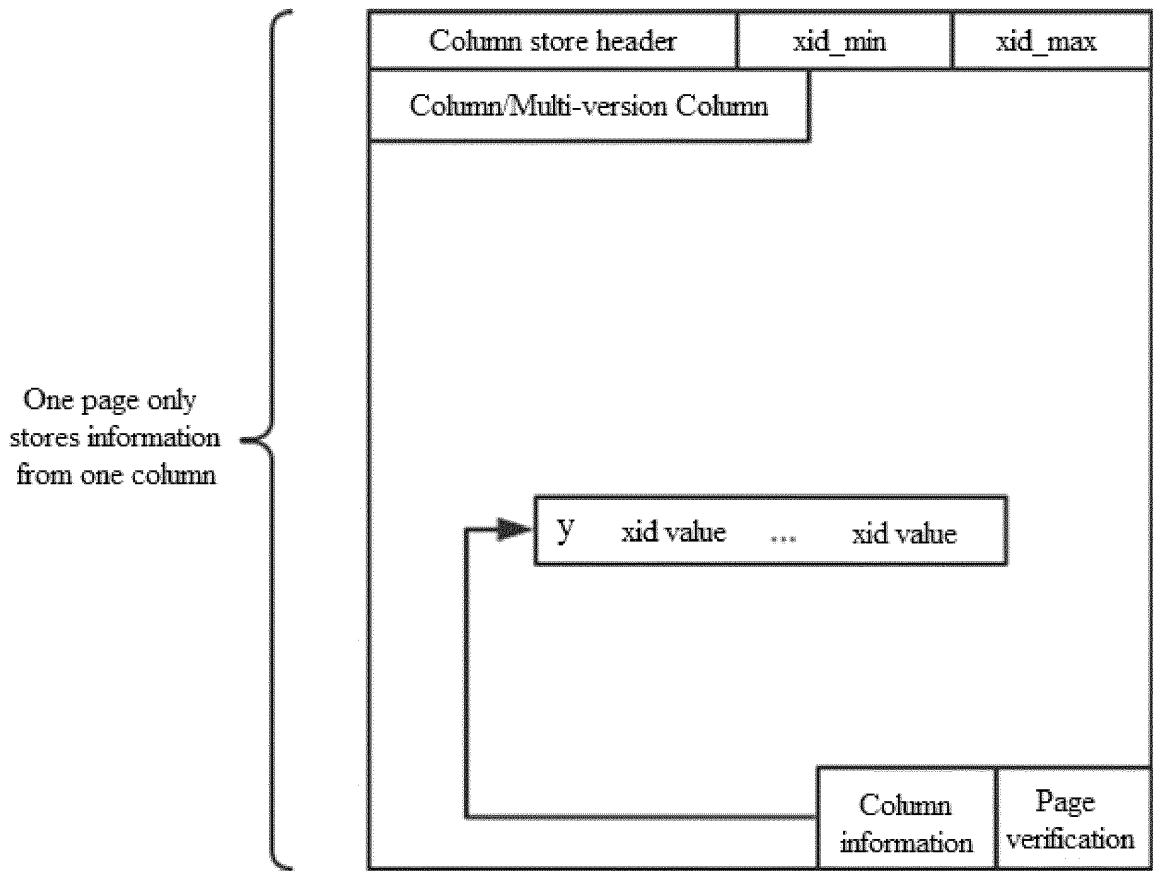 Column store header xid_min xid_max
Column/Multi-version Column
One page only
stores information
from one column
y xid value ... xid value
Column
information
Page
verification